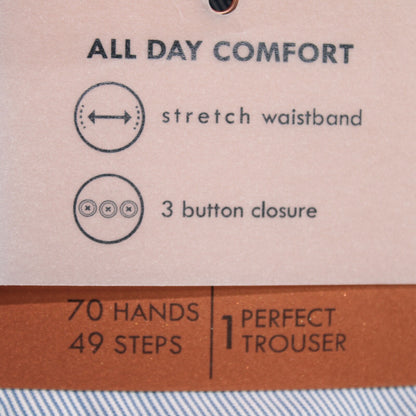 ALL DAY COMFORT
stretch waistband
3 button closure
70 HANDS
49 STEPS
1 PERFECT
TROUSER